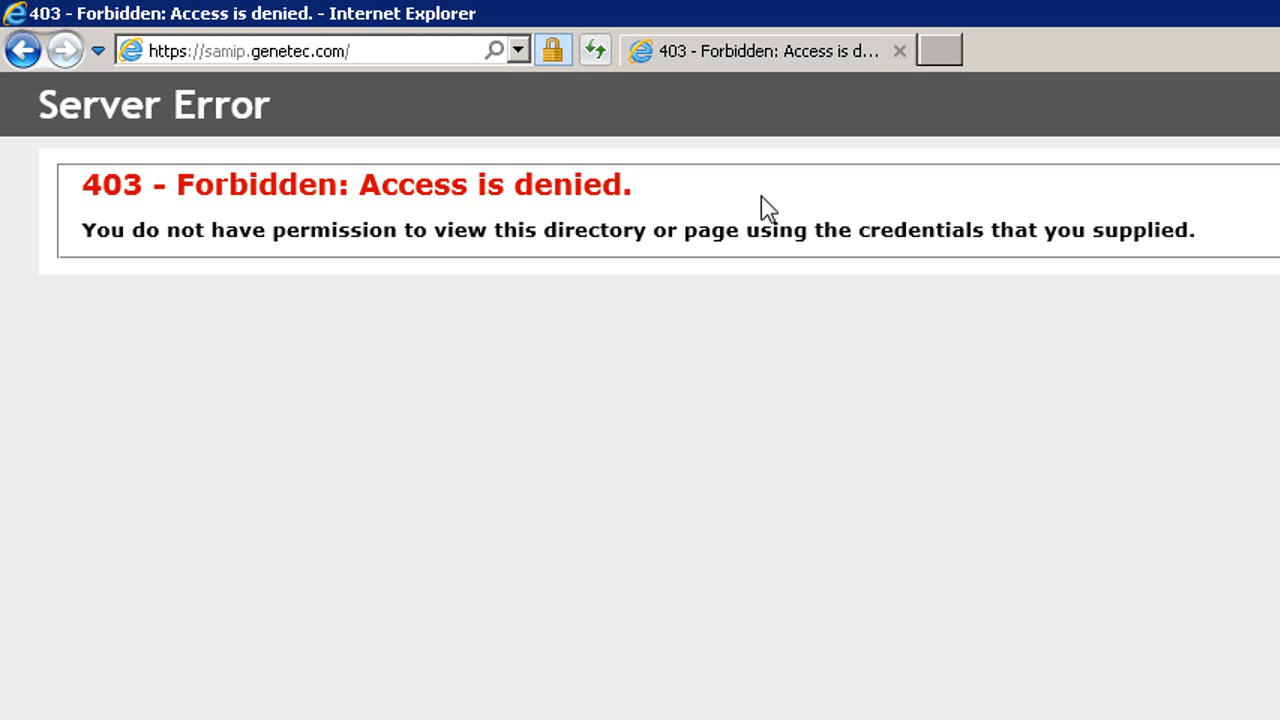 403 - Forbidden: Access is denied. - Internet Explorer
https://samip.genetec.com/
403 - Forbidden: Access is d...
Server Error
403 - Forbidden: Access is denied.
You do not have permission to view this directory or page using the credentials that you supplied.